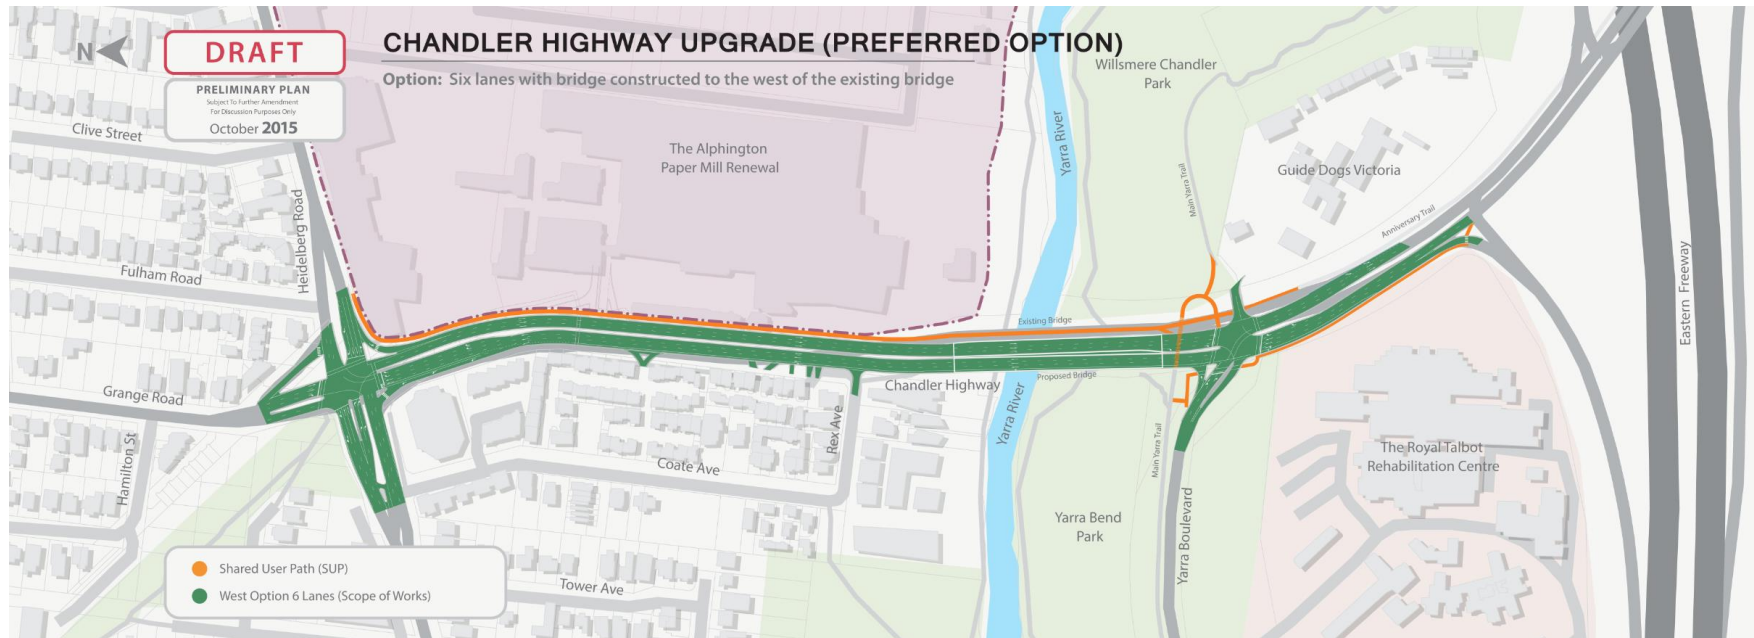 N
DRAFT
PRELIMINARY PLAN
Subject To Further Amendment
For Discussion Purposes Only
October 2015
CHANDLER HIGHWAY UPGRADE (PREFERRED OPTION)
Option: Six lanes with bridge constructed to the west of the existing bridge
Clive Street
Heidelberg Road
Fulham Road
Grange Road
Hamilton St
The Alphington
Paper Mill Renewal
Yarra River
Willsmere Chandler
Park
Main Yarra Trail
Guide Dogs Victoria
Anniversary Trail
Eastern Freeway
Existing Bridge
Proposed Bridge
Chandler Highway
Yarra River
Rex Ave
Coate Ave
Tower Ave
Main Yarra Trail
Yarra Bend
Park
Yarra Boulevard
The Royal Talbot
Rehabilitation Centre
Shared User Path (SUP)
West Option 6 Lanes (Scope of Works)